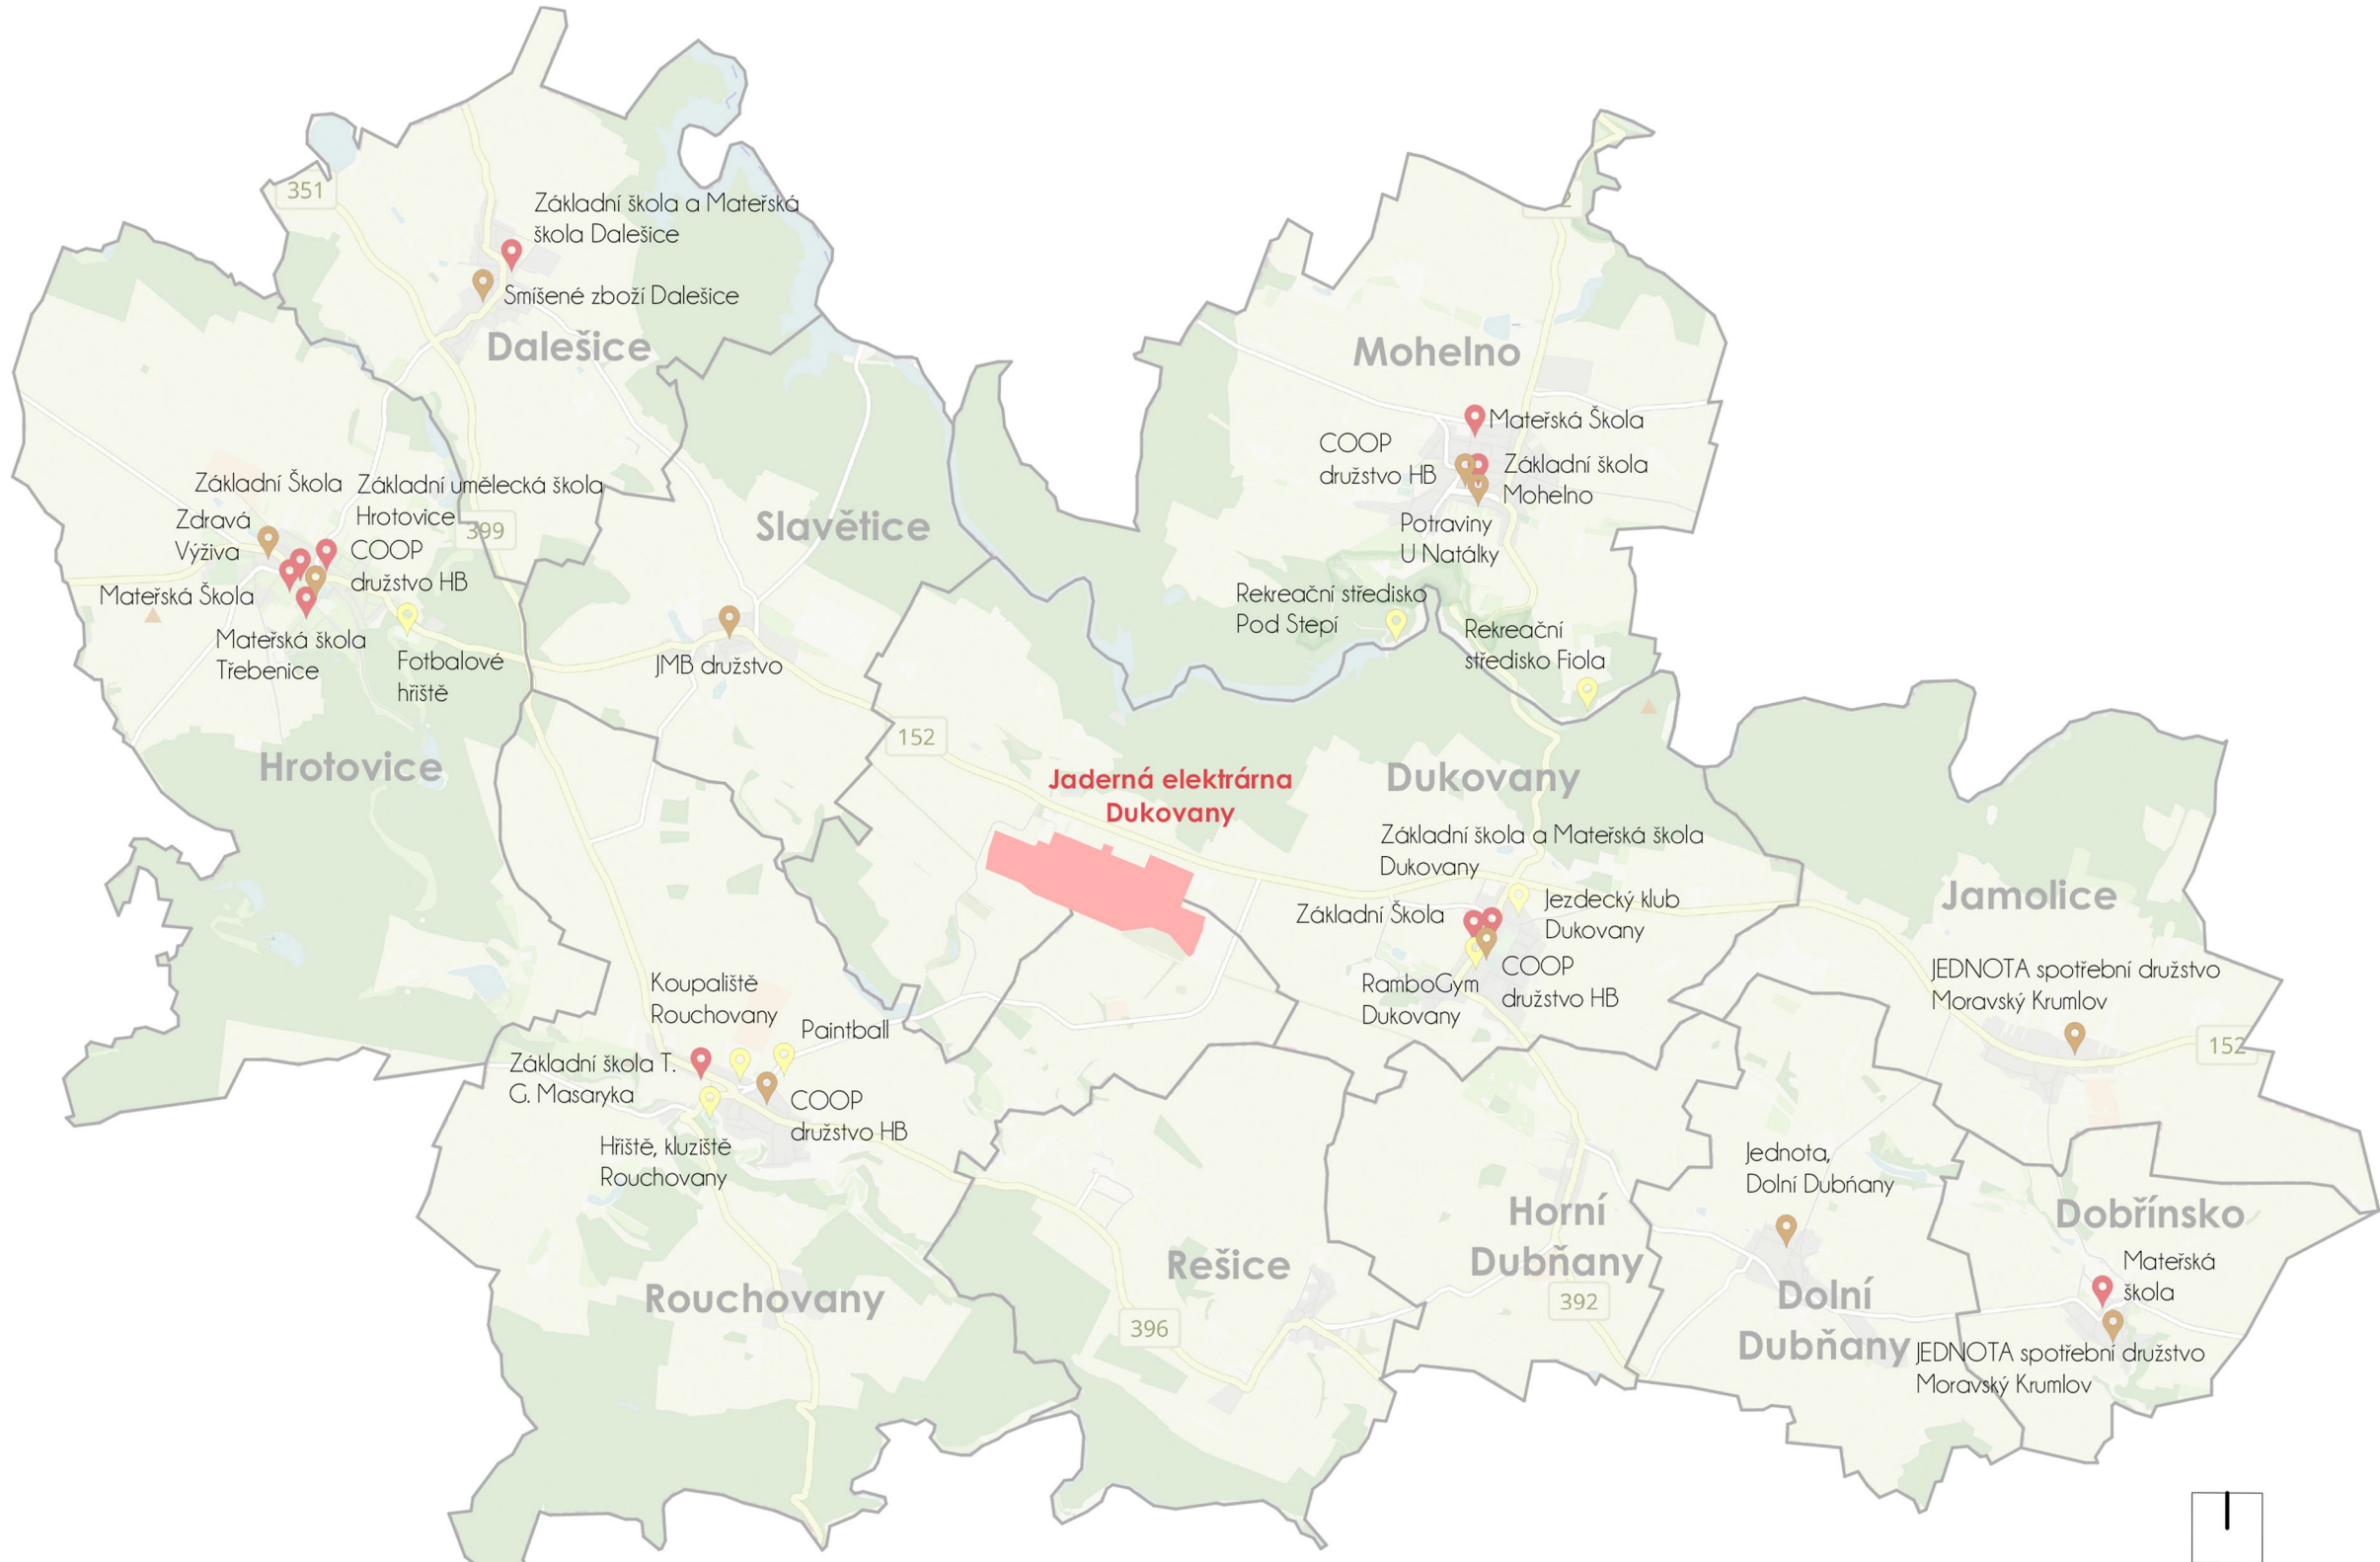 351
Základní škola a Mateřská
škola Dalešice
Smíšené zboží Dalešice
Dalešice
Mohelno
Mateřská Škola
COOP
družstvo HB
Základní škola
Mohelno
Potraviny
U Natálky
Rekreační středisko
Pod Stepí
Rekreační
středisko Fiola
Základní Škola
Základní umělecká škola
Hrotovice
Zdravá
Výživa
COOP
družstvo HB
Mateřská Škola
Mateřská škola
Třebenice
Fotbalové
hřiště
399
Hrotovice
Slavětice
JMB družstvo
152
Jaderná elektrárna
Dukovany
Dukovany
Základní škola a Mateřská škola
Dukovany
Základní Škola
Jezdecký klub
Dukovany
RamboGym
Dukovany
COOP
družstvo HB
Jamolice
JEDNOTA spotřební družstvo
Moravský Krumlov
152
Koupaliště
Rouchovany
Paintball
Základní škola T.
G. Masaryka
COOP
družstvo HB
Hřiště, kluziště
Rouchovany
Rouchovany
Rešice
396
Horní
Dubňany
392
Jednota,
Dolní Dubńany
Dolní
Dubňany
Dobřínsko
Mateřská
škola
JEDNOTA spotřební družstvo
Moravský Krumlov